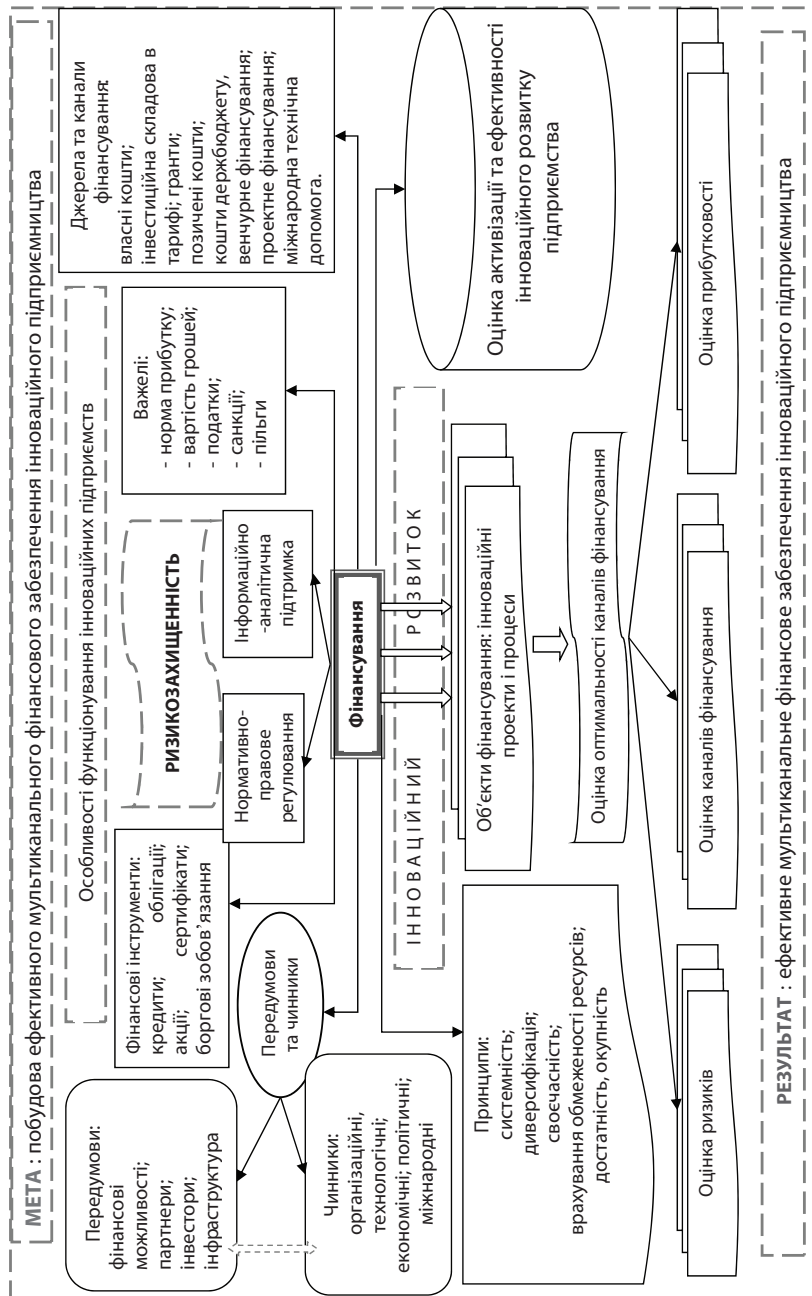 МЕТА : побудова ефективного мультиканального фінансового забезпечення інноваційного підприємництва
Особливості функціонування інноваційних підприємств
Передумови:
фінансові
можливості;
партнери;
інвестори;
інфраструктура
Фінансові інструменти:
кредити; облігації;
акції; сертифікати;
боргові зобов'язання
РИЗИКОЗАХИЩЕННІСТЬ
Важелі:
- норма прибутку;
- вартість грошей;
- податки;
- санкції;
- пільги
Джерела та канали
фінансування:
власні кошти;
інвестиційна складова в
тарифі; гранти;
позичені кошти;
кошти держбюджету,
венчурне фінансування;
проектне фінансування;
міжнародна технічна
допомога.
Передумови
та чинники
Нормативно-
правове
регулювання
Інформаційно
-аналітична
підтримка
Чинники:
організаційні,
технологічні;
економічні; політичні;
міжнародні
Фінансування
ІННОВАЦІЙНИЙ РОЗВИТОК
Принципи:
системність;
диверсифікація;
своєчасність;
врахування обмеженості ресурсів;
достатність, окупність
Об'єкти фінансування: інноваційні
проекти і процеси
Оцінка активізації та ефективності
інноваційного розвитку
підприємства
Оцінка оптимальності каналів фінансування
Оцінка ризиків
Оцінка каналів фінансування
Оцінка прибутковості
РЕЗУЛЬТАТ : ефективне мультиканальне фінансове забезпечення інноваційного підприємництва